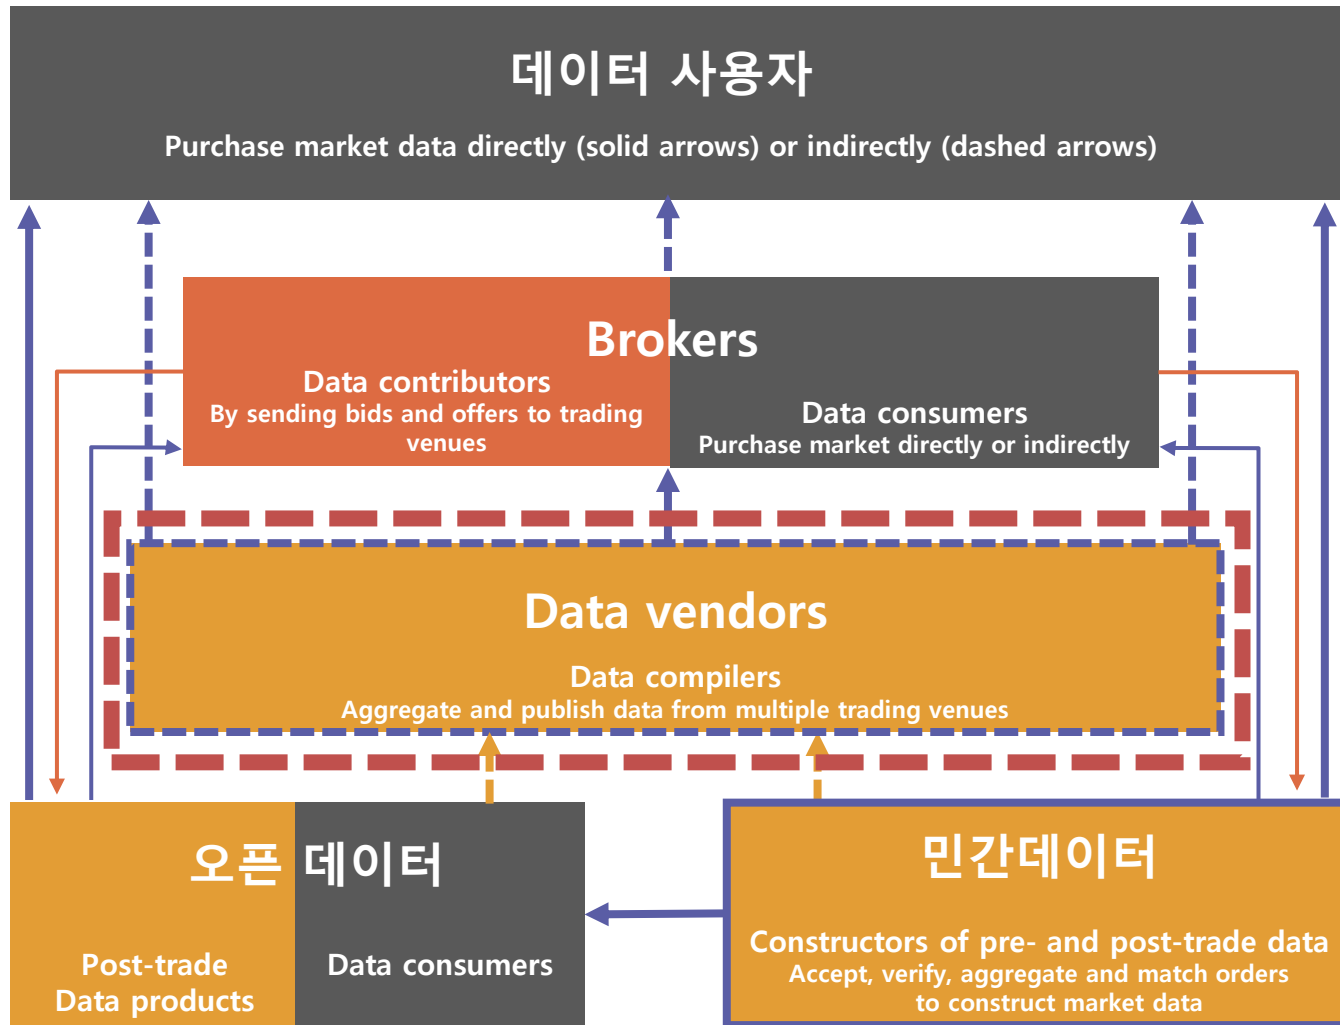 데이터 사용자
Purchase market data directly (solid arrows) or indirectly (dashed arrows)
Brokers
Data contributors
By sending bids and offers to trading
venues
Data consumers
Purchase market directly or indirectly
Data vendors
Data compilers
Aggregate and publish data from multiple trading venues
오픈 데이터
Post-trade
Data products
Data consumers
민간데이터
Constructors of pre- and post-trade data
Accept, verify, aggregate and match orders
to construct market data